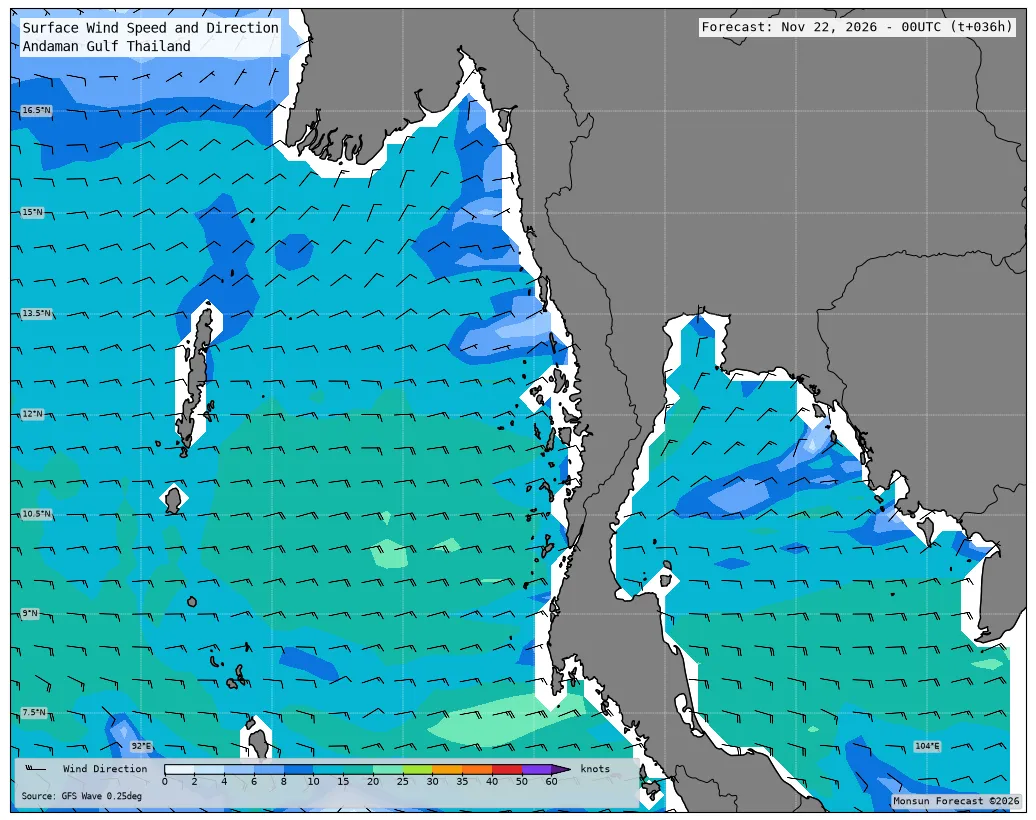 Surface Wind Speed and Direction
Andaman Gulf Thailand
Forecast: Nov 22, 2026 - 00UTC (t+036h)
16.5°N
15°N
13.5°N
12°N
10.5°N
9°N
7.5°N
92°E
104°E
Wind Direction
knots
0 2 4 6 8 10 15 20 25 30 35 40 50 60
Source: GFS Wave 0.25deg
Monsun Forecast ©2026